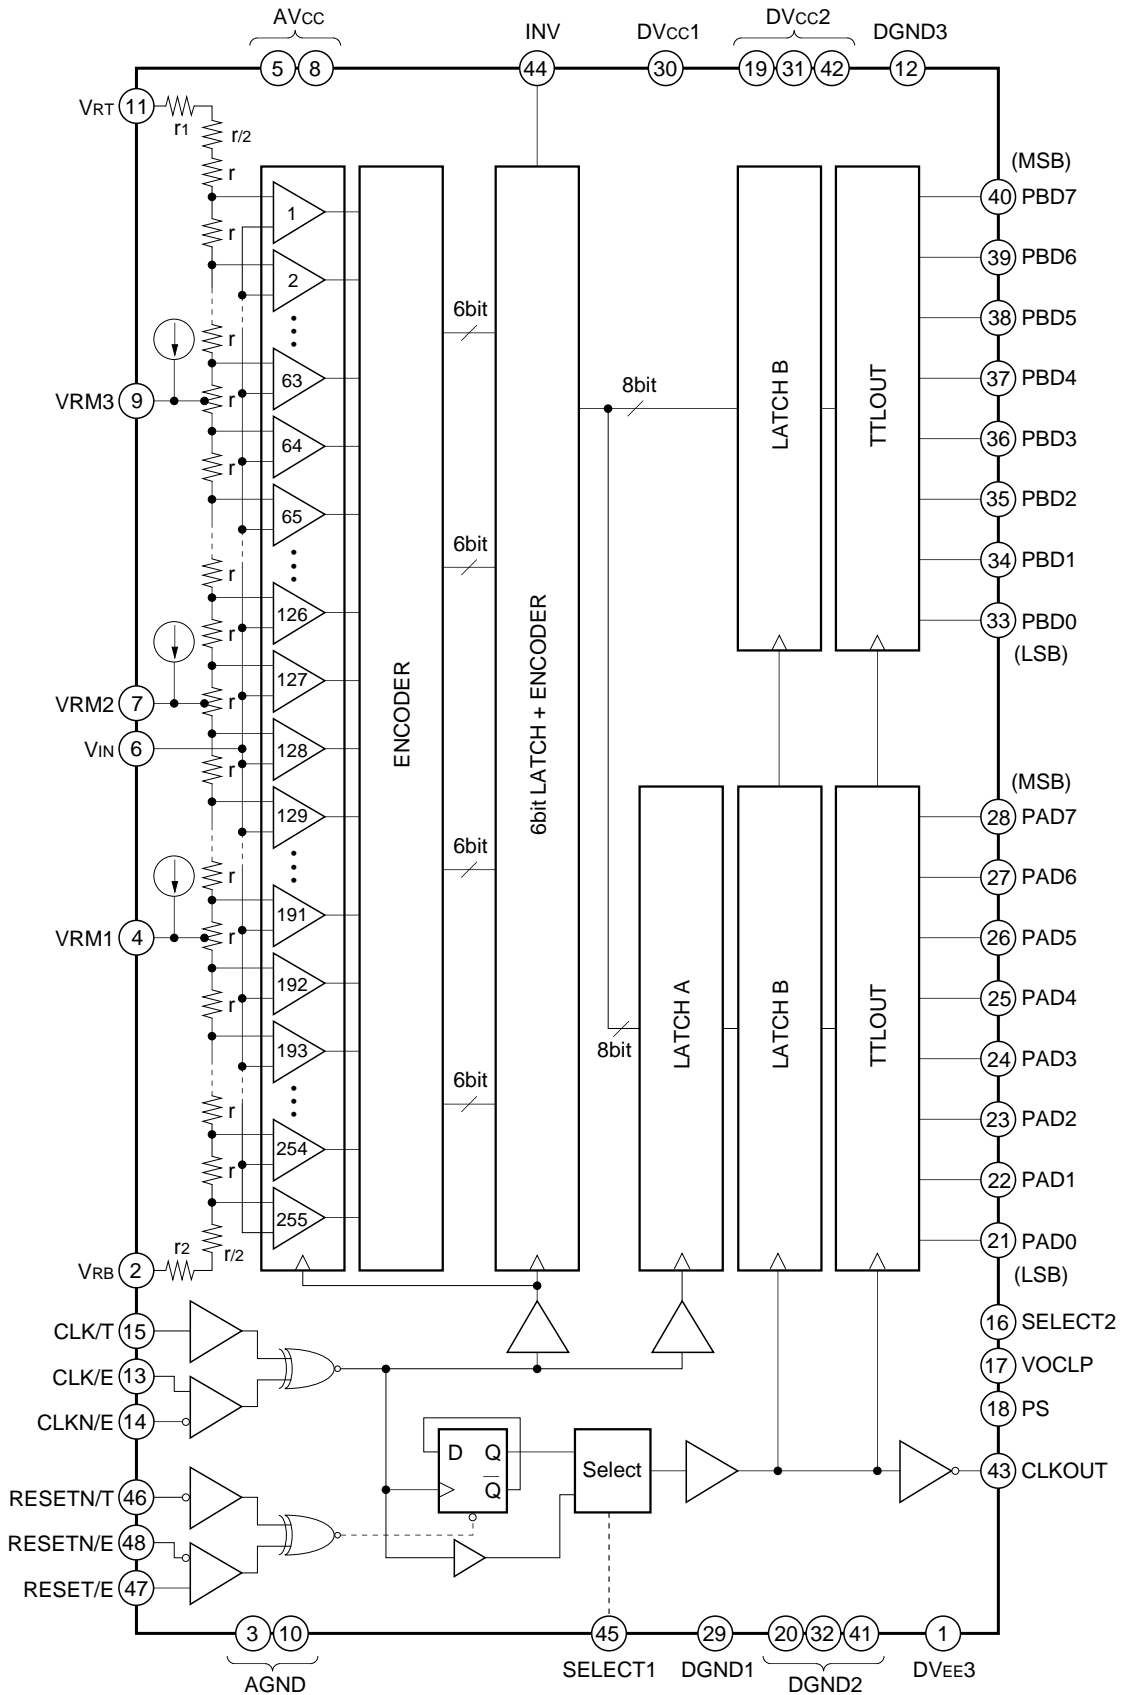 AVCC
INV
DVCC1
DVCC2
DGND3
5 8 44 30 19 31 42 12
VRT 11
r1
r/2
r
(MSB)
1
40 PBD7
r
2
39 PBD6
6bit
38 PBD5
r
63
37 PBD4
VRM3 9
r
8bit
LATCH B
TTLOUT
64
36 PBD3
r
65
35 PBD2
6bit
34 PBD1
r
126
33 PBD0
(LSB)
r
127
ENCODER
6bit LATCH + ENCODER
VRM2 7
r
VIN 6
128
r
(MSB)
129
28 PAD7
6bit
27 PAD6
r
191
26 PAD5
VRM1 4
r
192
25 PAD4
r
LATCH A
LATCH B
TTLOUT
8bit
193
24 PAD3
6bit
r
23 PAD2
254
r
22 PAD1
255
21 PAD0
r/2
r2
VRB 2
(LSB)
16 SELECT2
CLK/T 15
17 VOCLP
CLK/E 13
18 PS
CLKN/E 14
D Q
Q
Select
43 CLKOUT
RESETN/T 46
RESETN/E 48
RESET/E 47
3 10 45 29 20 32 41 1
AGND
SELECT1
DGND1
DGND2
DVEE3